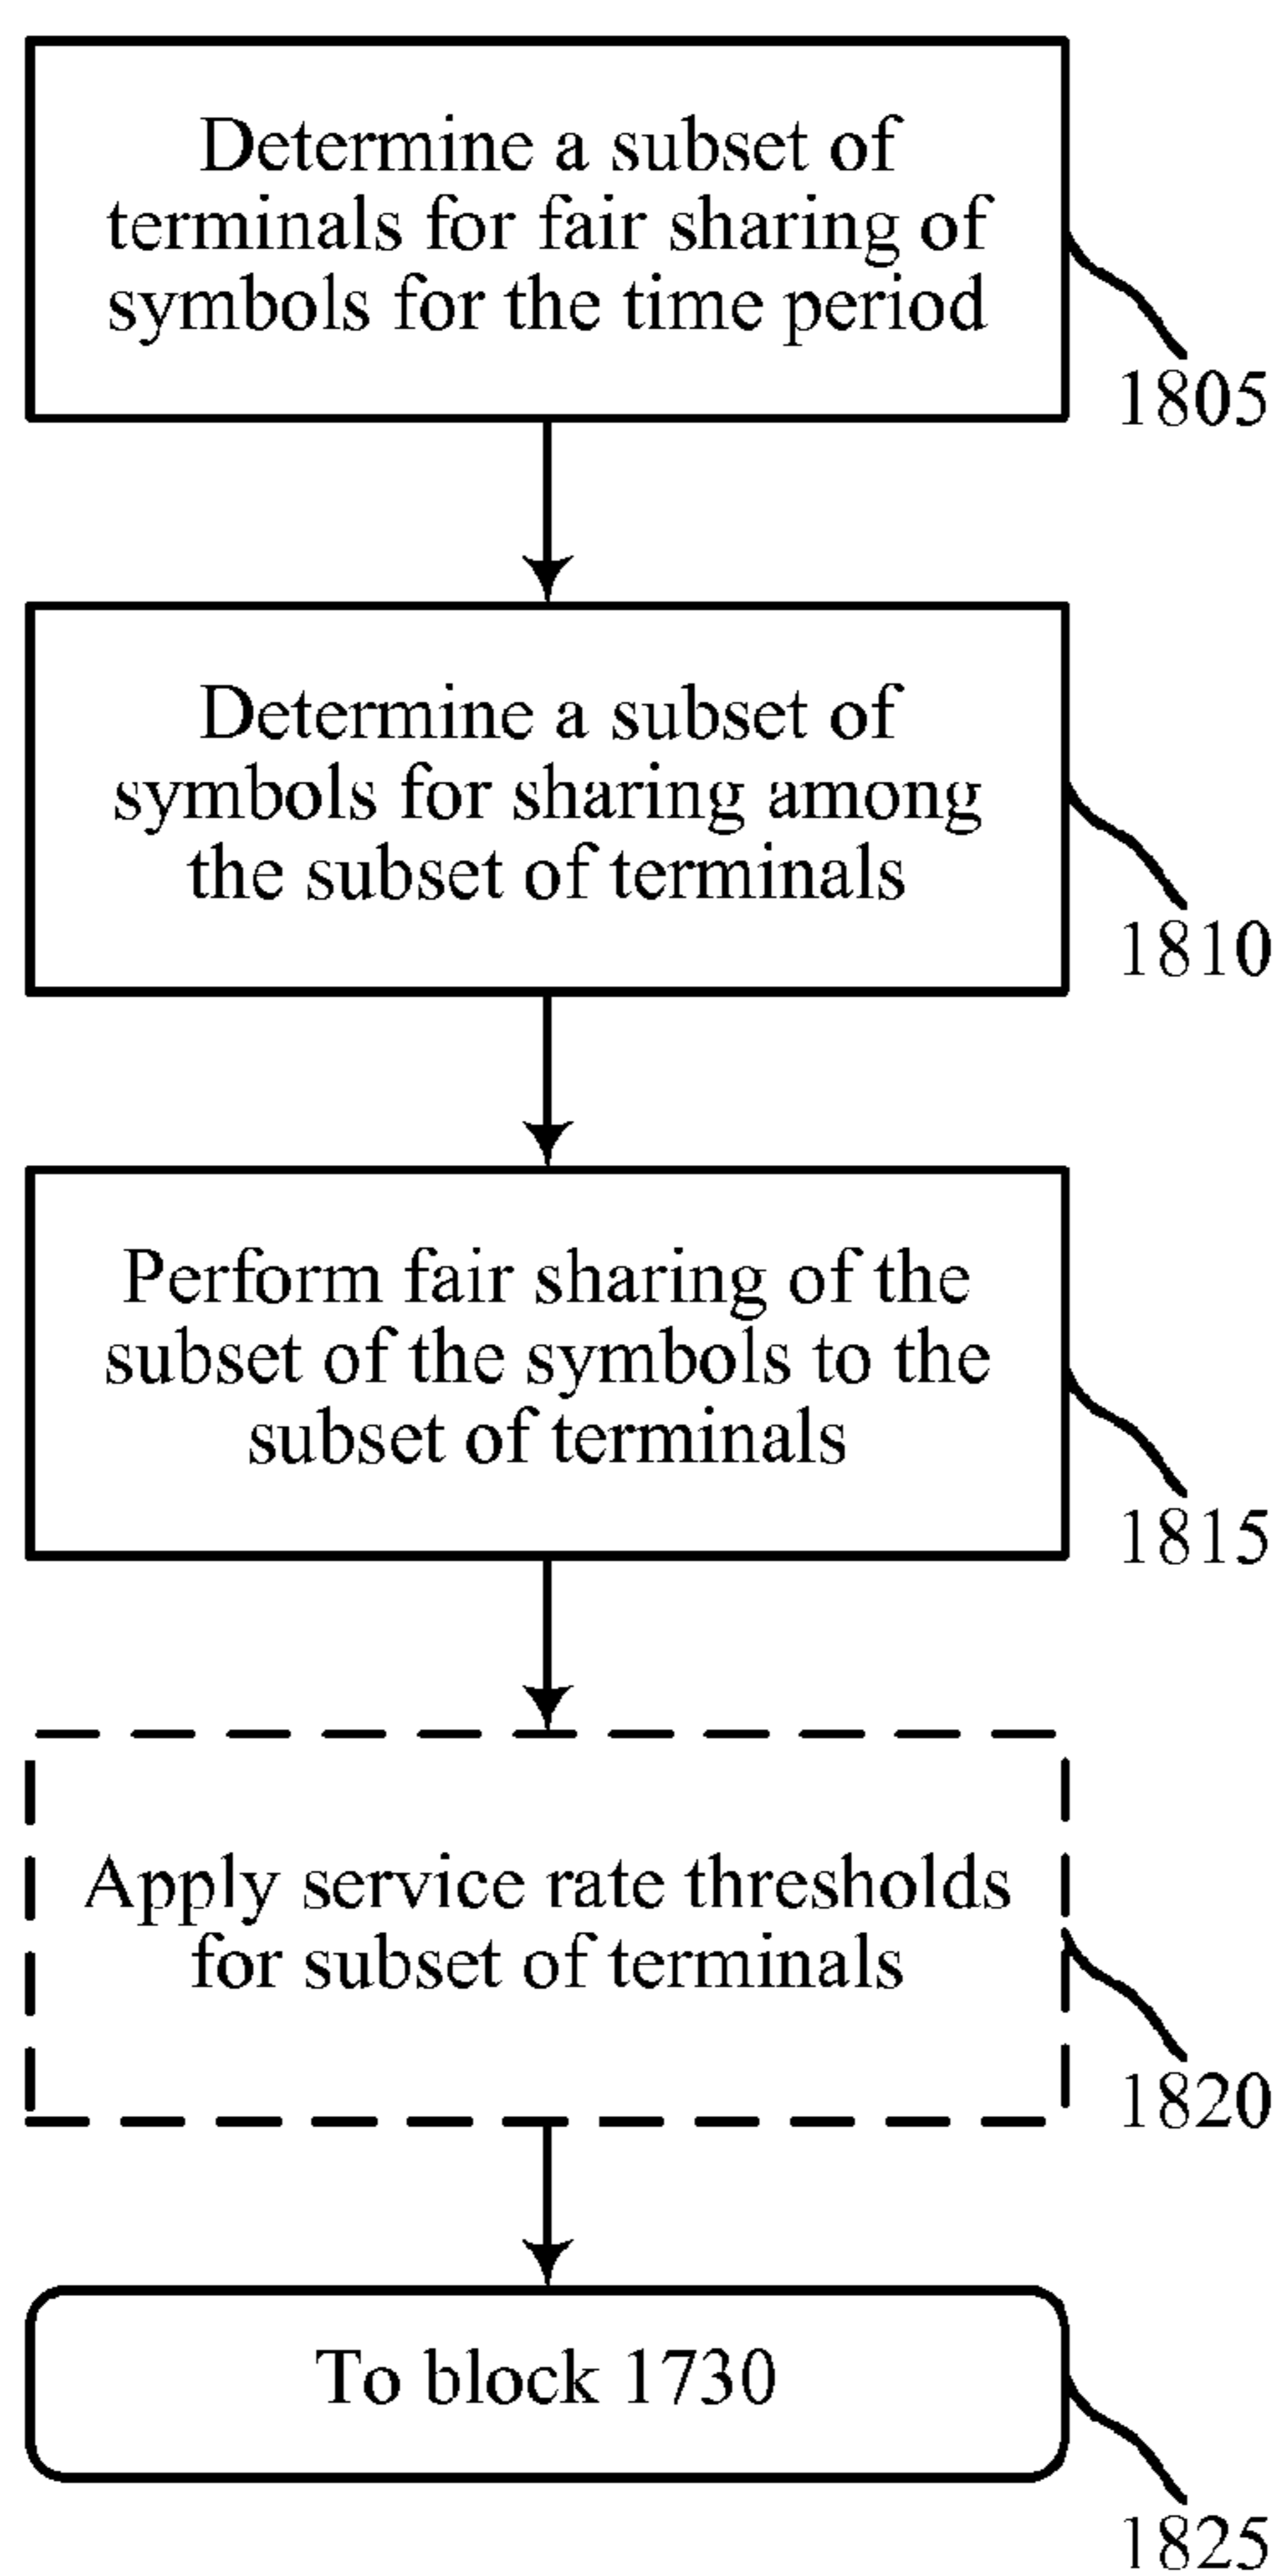 Determine a subset of
terminals for fair sharing of
symbols for the time period
1805
Determine a subset of
symbols for sharing among
the subset of terminals
1810
Perform fair sharing of the
subset of the symbols to the
subset of terminals
1815
Apply service rate thresholds
for subset of terminals
1820
To block 1730
1825